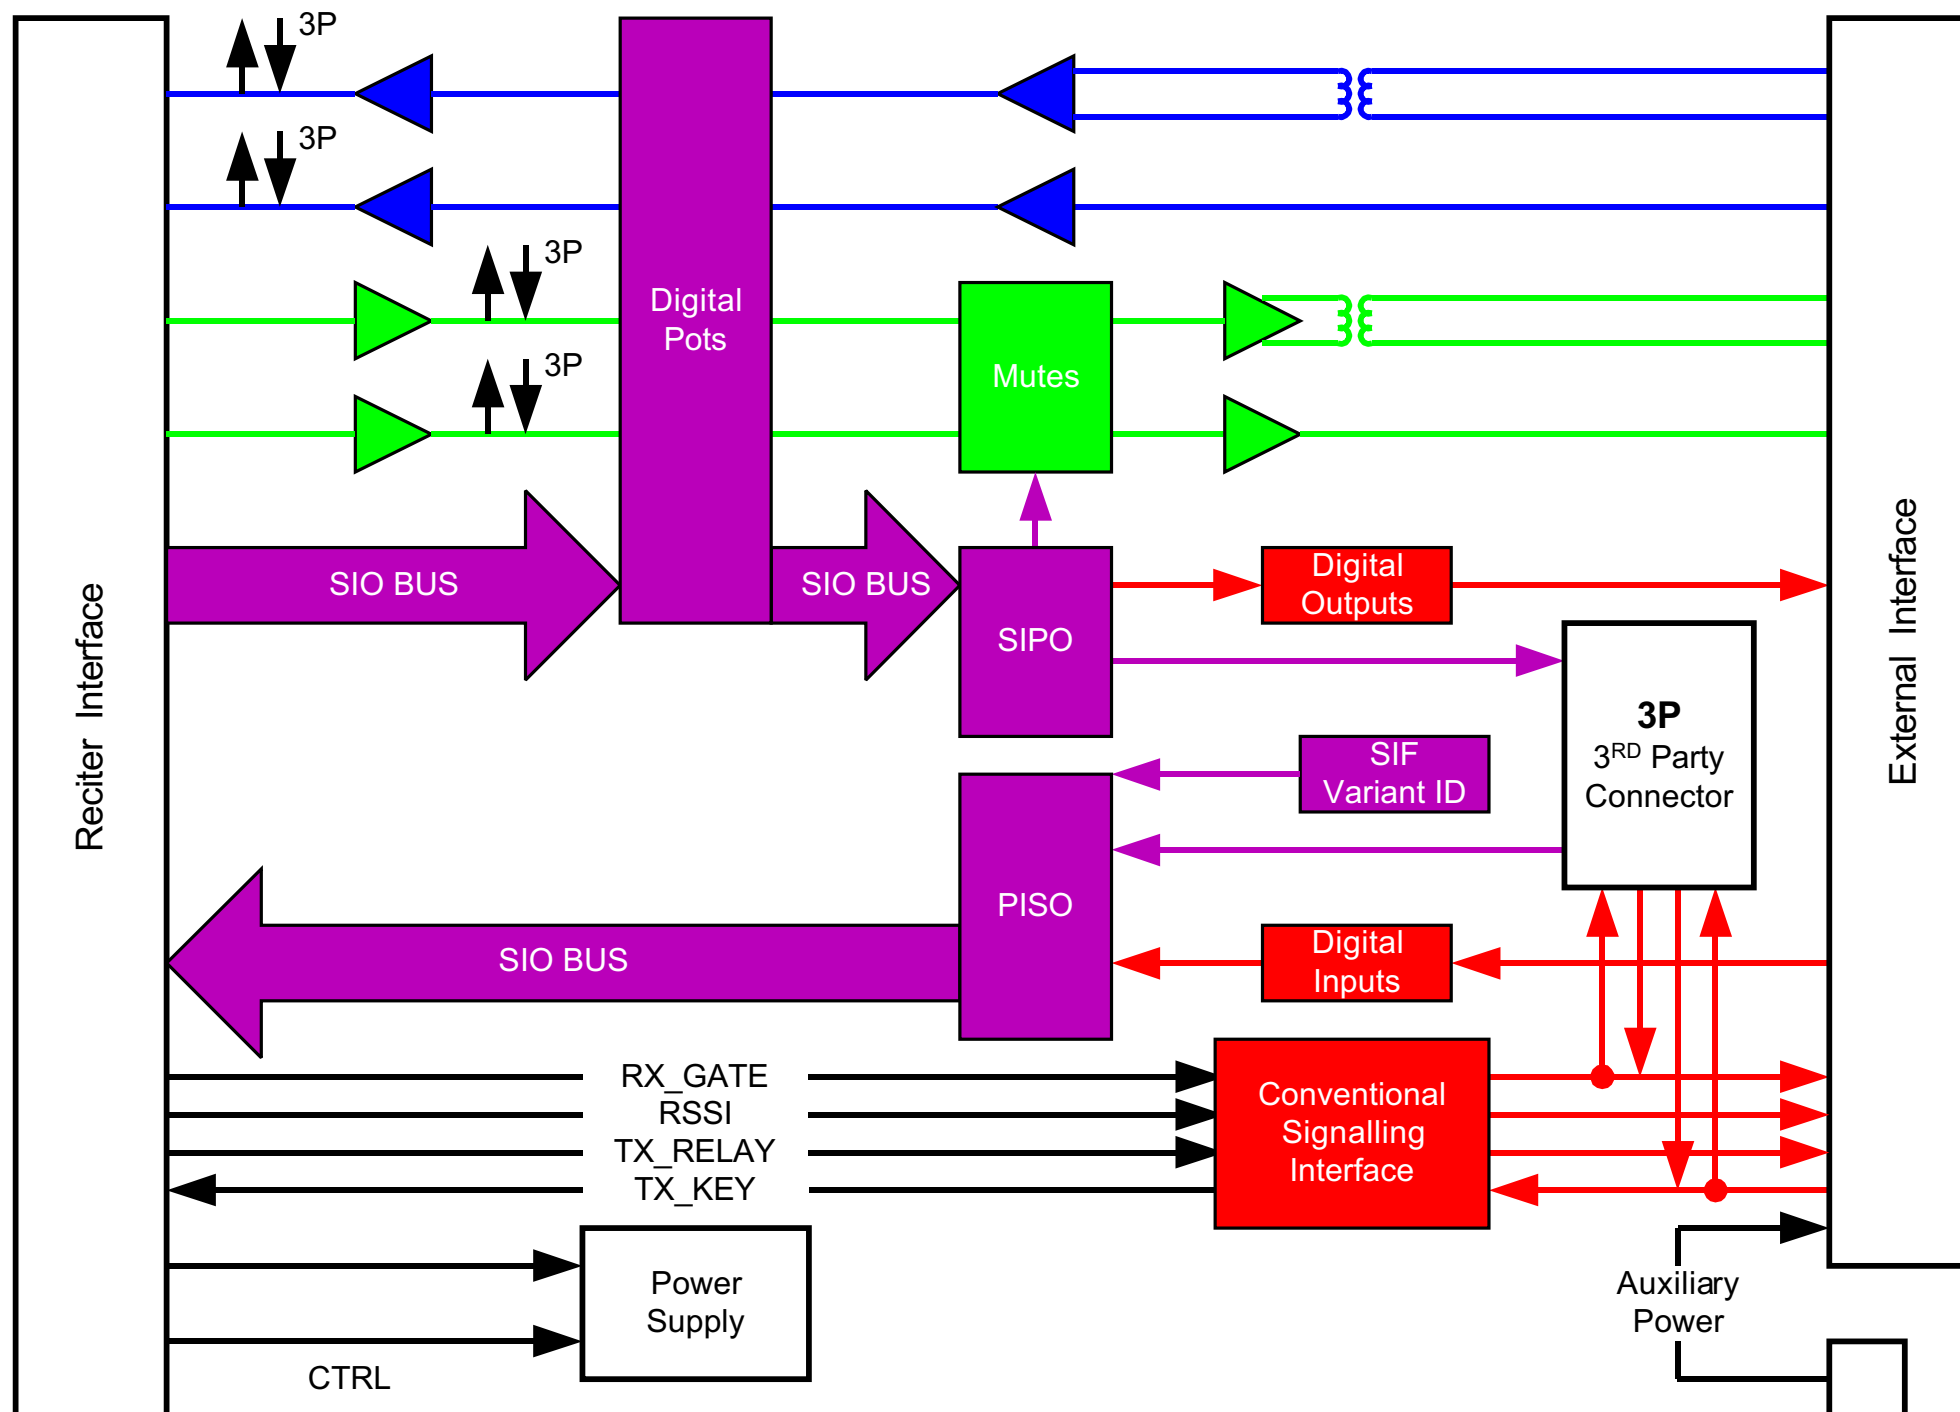 3P
3P
3P
3P
Digital
Pots
Mutes
SIO BUS
SIO BUS
SIPO
Digital
Outputs
3P
3RD Party
Connector
SIF
Variant ID
PISO
Digital
Inputs
SIO BUS
Reciter Interface
External Interface
RX_GATE
RSSI
TX_RELAY
TX_KEY
Conventional
Signalling
Interface
Power
Supply
CTRL
Auxiliary
Power